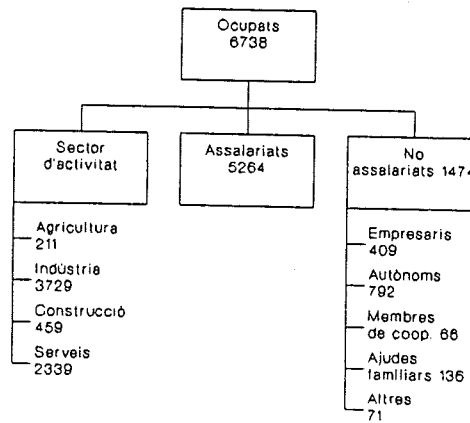 Ocupats
6738
Sector
d'activitat
Agricultura
211
Indústria
3729
Construcció
459
Serveis
2339
Assalariats
5264
No
assalariats 1474
Empresaris
409
Autònoms
792
Membres
de coop. 66
Ajudes
familiars 136
Altres
71